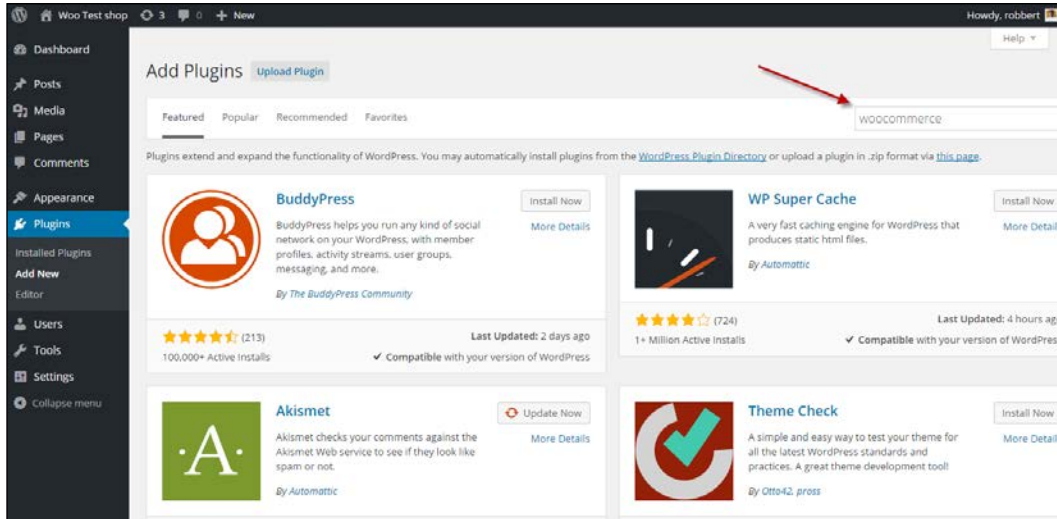 Woo Test shop 3 0 + New Howdy, robbert
Help
Dashboard
Posts
Media
Pages
Comments
Appearance
Plugins
Installed Plugins
Add New
Editor
Users
Tools
Settings
Collapse menu
Add Plugins Upload Plugin
Featured Popular Recommended Favorites woocommerce
Plugins extend and expand the functionality of WordPress. You may automatically install plugins from the WordPress Plugin Directory or upload a plugin in .zip format via this page.
BuddyPress
Install Now
More Details
BuddyPress helps you run any kind of social
network on your WordPress, with member
profiles, activity streams, user groups,
messaging, and more.
By The BuddyPress Community
(213)
Last Updated: 2 days ago
100,000+ Active Installs
Compatible with your version of WordPress
WP Super Cache
Install Now
More Detail
A very fast caching engine for WordPress that
produces static html files.
By Automattic
(724)
Last Updated: 4 hours ag
1+ Million Active Installs
Compatible with your version of WordPres
·A·
Akismet
Update Now
More Details
Akismet checks your comments against the
Akismet Web service to see if they look like
spam or not.
By Automattic
Theme Check
Install Now
More Detail
A simple and easy way to test your theme for
all the latest WordPress standards and
practices. A great theme development tool!
By Otto42, pross